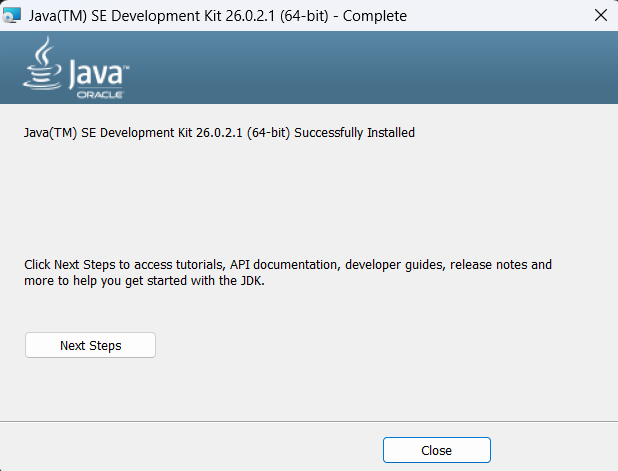 Java(TM) SE Development Kit 26.0.2.1 (64-bit) - Complete
Java™
ORACLE
Java(TM) SE Development Kit 26.0.2.1 (64-bit) Successfully Installed
Click Next Steps to access tutorials, API documentation, developer guides, release notes and
more to help you get started with the JDK.
Next Steps
Close